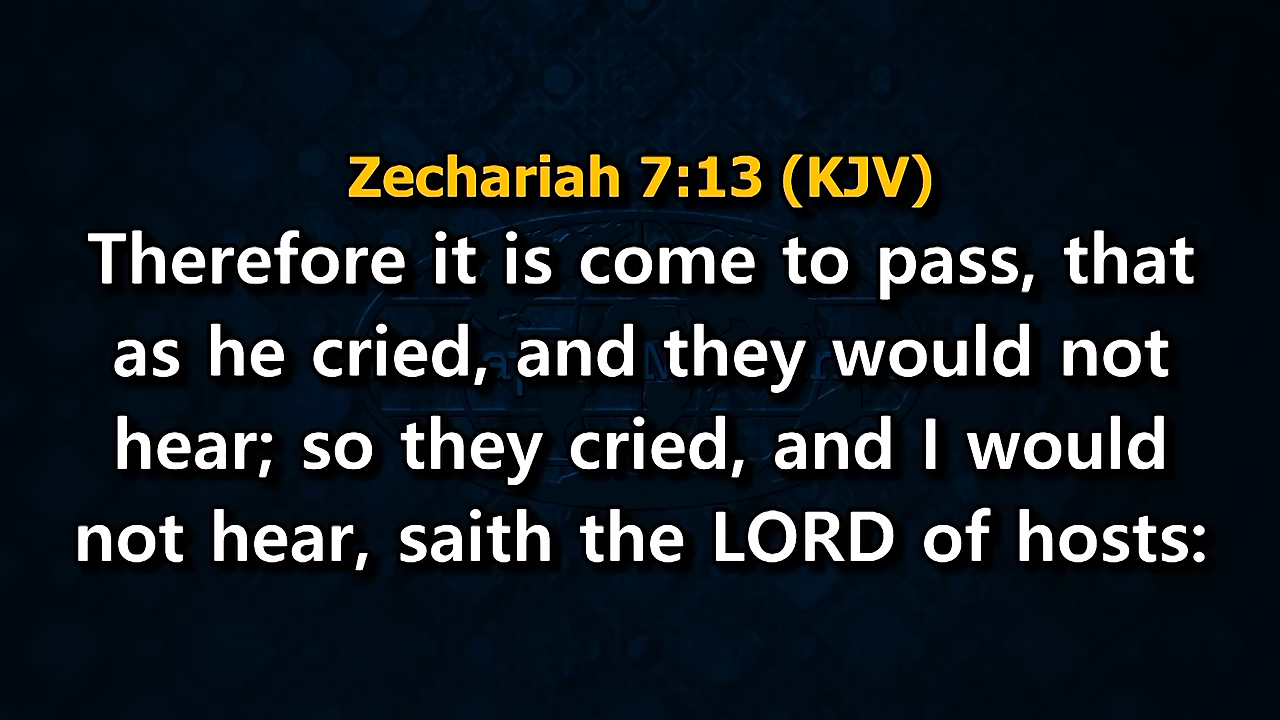 Zechariah 7:13 (KJV)
Therefore it is come to pass, that
as he cried, and they would not
hear; so they cried, and I would
not hear, saith the LORD of hosts: